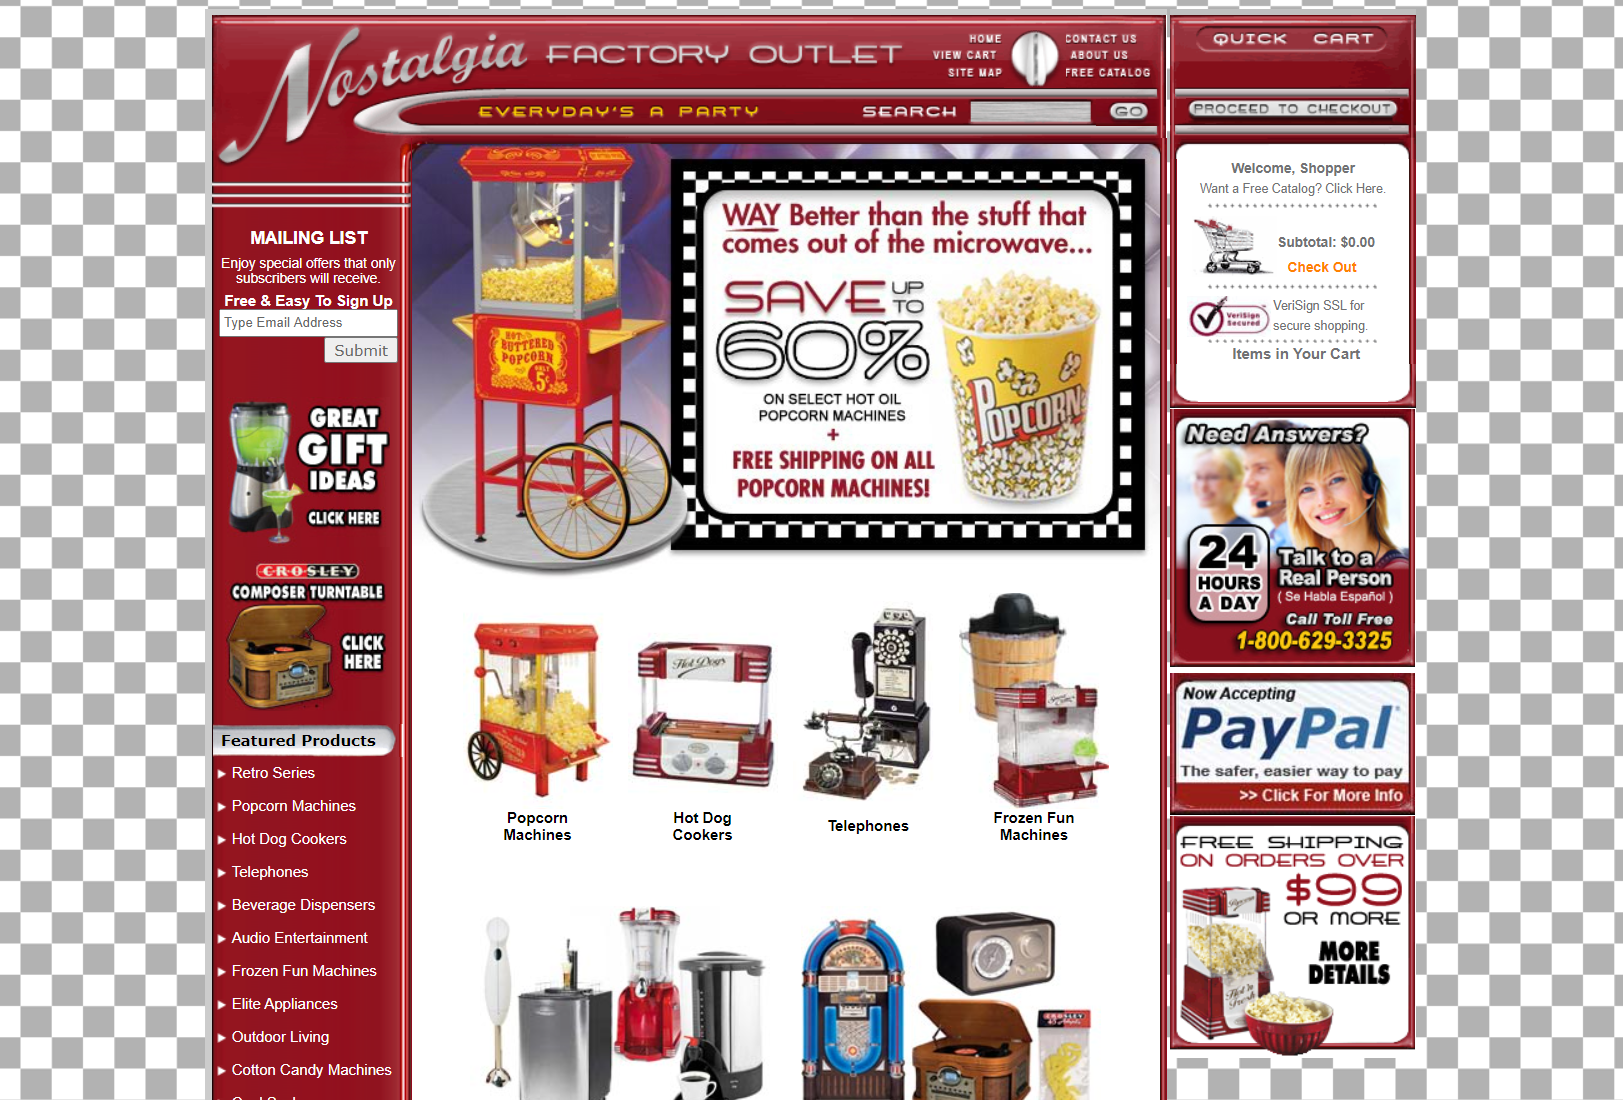 Nostalgia FACTORY OUTLET
HOME
VIEW CART
SITE MAP
CONTACT US
ABOUT US
FREE CATALOG
EVERYDAY'S A PARTY
SEARCH
GO
QUICK CART
PROCEED TO CHECKOUT
MAILING LIST
Enjoy special offers that only
subscribers will receive.
Free & Easy To Sign Up
Type Email Address
Submit
GREAT
GIFT
IDEAS
CLICK HERE
CROSLEY
COMPOSER TURNTABLE
CLICK
HERE
Featured Products
Retro Series
Popcorn Machines
Hot Dog Cookers
Telephones
Beverage Dispensers
Audio Entertainment
Frozen Fun Machines
Elite Appliances
Outdoor Living
Cotton Candy Machines
HOT
BUTTERED
POPCORN
ONLY
5¢
WAY Better than the stuff that
comes out of the microwave...
SAVE UP TO
60%
ON SELECT HOT OIL
POPCORN MACHINES
+
FREE SHIPPING ON ALL
POPCORN MACHINES!
POPCORN
Hot Dogs
Popcorn
Machines
Hot Dog
Cookers
Telephones
Frozen Fun
Machines
CROSLEY
Welcome, Shopper
Want a Free Catalog? Click Here.
Subtotal: $0.00
Check Out
VeriSign
Secured
VeriSign SSL for
secure shopping.
Items in Your Cart
Need Answers?
24
HOURS
A DAY
Talk to a
Real Person
( Se Habla Español )
Call Toll Free
1-800-629-3325
Now Accepting
PayPal
The safer, easier way to pay
>> Click For More Info
FREE SHIPPING
ON ORDERS OVER
$99
OR MORE
MORE
DETAILS
Hot 'n
Fresh